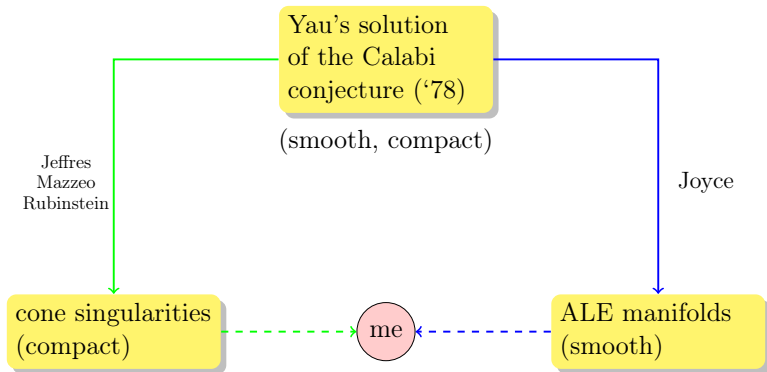 Yau's solution
of the Calabi
conjecture (‘78)
(smooth, compact)
Jeffres
Mazzeo
Rubinstein
Joyce
cone singularities
(compact)
me
ALE manifolds
(smooth)